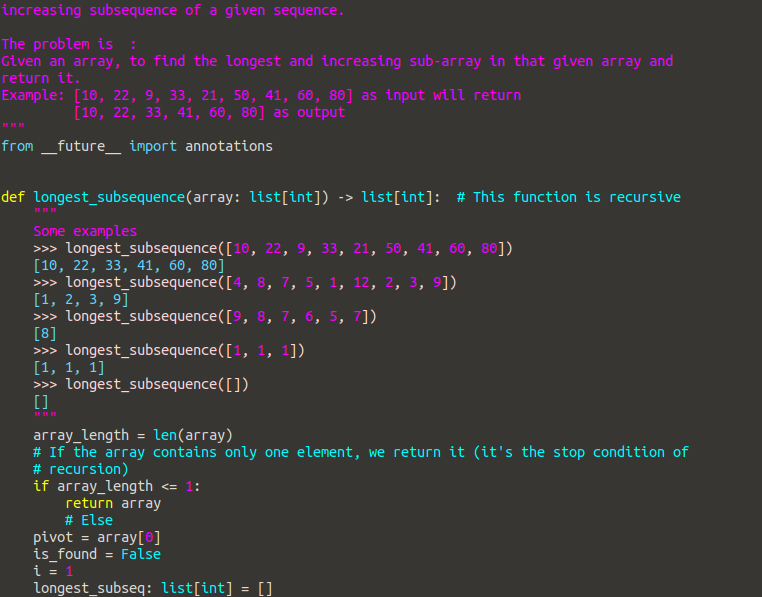 increasing subsequence of a given sequence.

The problem is  :
Given an array, to find the longest and increasing sub-array in that given array and
return it.
Example: [10, 22, 9, 33, 21, 50, 41, 60, 80] as input will return
         [10, 22, 33, 41, 60, 80] as output
"""
from __future__ import annotations


def longest_subsequence(array: list[int]) -> list[int]:  # This function is recursive
    """
    Some examples
    >>> longest_subsequence([10, 22, 9, 33, 21, 50, 41, 60, 80])
    [10, 22, 33, 41, 60, 80]
    >>> longest_subsequence([4, 8, 7, 5, 1, 12, 2, 3, 9])
    [1, 2, 3, 9]
    >>> longest_subsequence([9, 8, 7, 6, 5, 7])
    [8]
    >>> longest_subsequence([1, 1, 1])
    [1, 1, 1]
    >>> longest_subsequence([])
    []
    """
    array_length = len(array)
    # If the array contains only one element, we return it (it's the stop condition of
    # recursion)
    if array_length <= 1:
        return array
        # Else
    pivot = array[0]
    is_found = False
    i = 1
    longest_subseq: list[int] = []